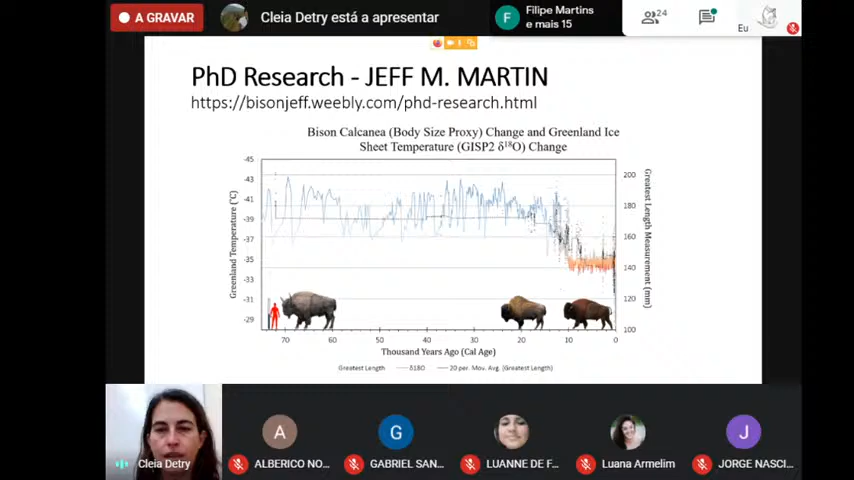 A GRAVAR
Cleia Detry está a apresentar
F
Filipe Martins
e mais 15
24
Eu
PhD Research - JEFF M. MARTIN
https://bisonjeff.weebly.com/phd-research.html
Bison Calcanea (Body Size Proxy) Change and Greenland Ice
Sheet Temperature (GISP2 δ¹⁸O) Change
Greenland Temperature (°C)
-45
-43
-41
-39
-37
-35
-33
-31
-29
200
180
160
140
120
100
Greatest Length Measurement (mm)
70 60 50 40 30 20 10 0
Thousand Years Ago (Cal Age)
Greatest Length δ18O 20 per. Mov. Avg. (Greatest Length)
A G J
Cleia Detry ALBERICO NO... GABRIEL SAN... LUANNE DE F... Luana Armelim JORGE NASCI...